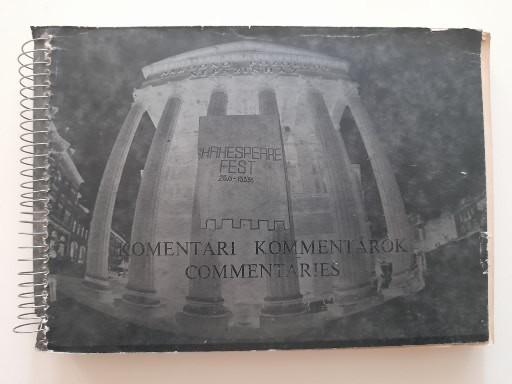 SHAKESPEARE
FEST
KOMENTARI KOMMENTÁROK
COMMENTARIES